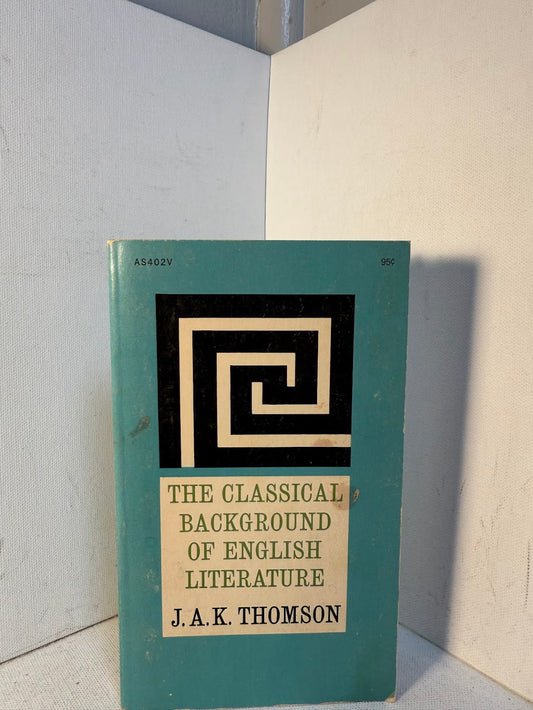 AS402V 95¢
THE CLASSICAL
BACKGROUND
OF ENGLISH
LITERATURE
J. A. K. THOMSON